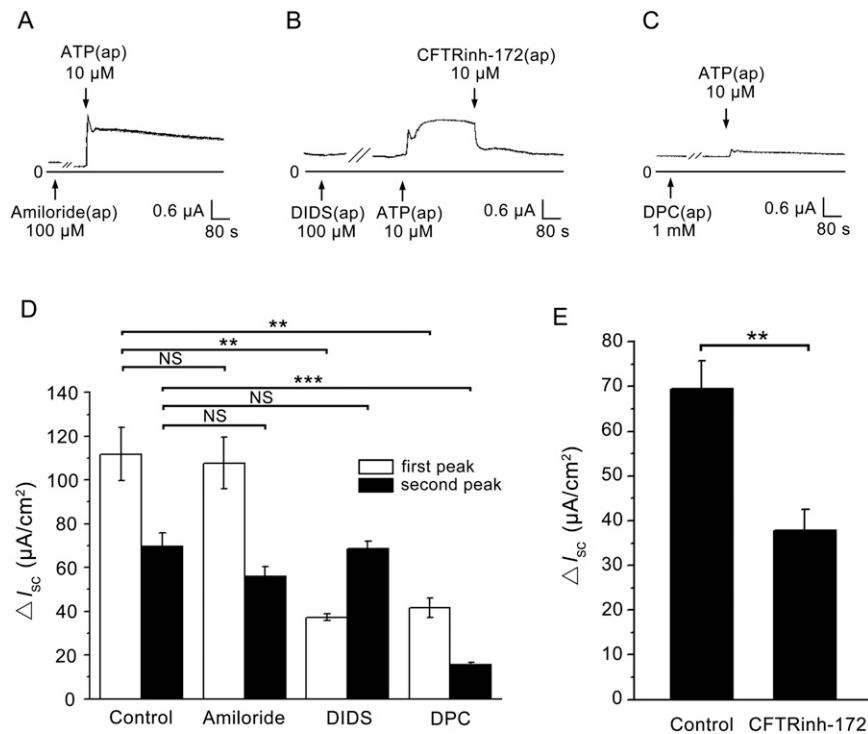 A
ATP(ap)
10 μM
0
Amiloride(ap)
100 μM
0.6 μA
80 s
B
CFTRinh-172(ap)
10 μM
0
DIDS(ap)
100 μM
ATP(ap)
10 μM
0.6 μA
80 s
C
ATP(ap)
10 μM
0
DPC(ap)
1 mM
0.6 μA
80 s
D
**
**
NS
***
NS
NS
first peak
second peak
△ Isc (μA/cm²)
140
120
100
80
60
40
20
0
Control Amiloride DIDS DPC
E
**
△ Isc (μA/cm²)
80
70
60
50
40
30
20
10
0
Control CFTRinh-172